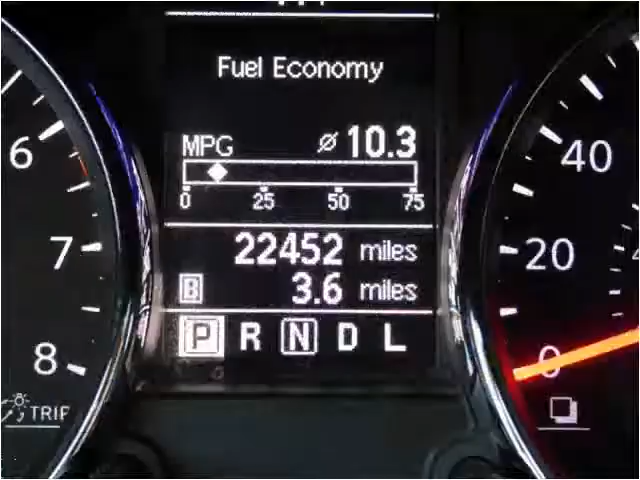 Fuel Economy
MPG ⌀ 10.3
0 25 50 75
22452 miles
B 3.6 miles
P R N D L
6
7
8
TRIP
40
20
0